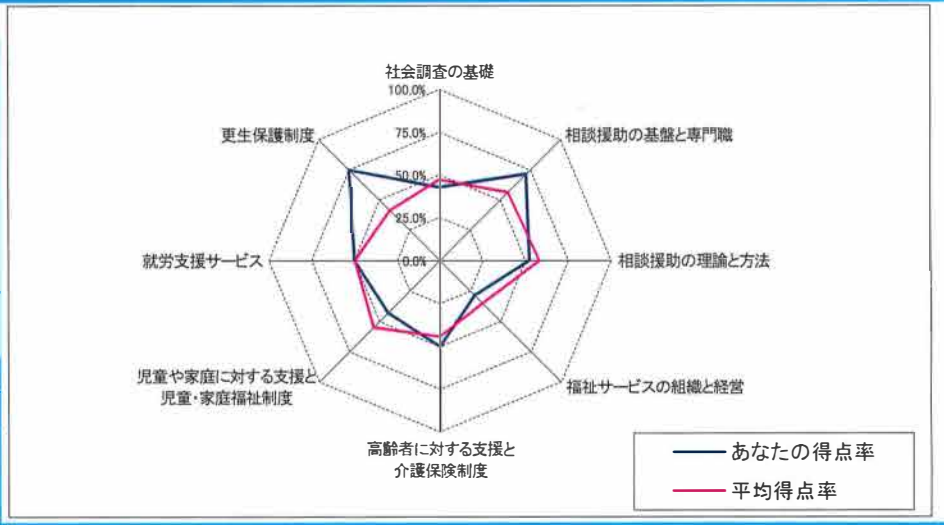 社会調査の基礎
100.0%
更生保護制度
75.0%
相談援助の基盤と専門職
50.0%
25.0%
就労支援サービス
0.0%
相談援助の理論と方法
児童や家庭に対する支援と
児童・家庭福祉制度
福祉サービスの組織と経営
高齢者に対する支援と
介護保険制度
あなたの得点率
平均得点率